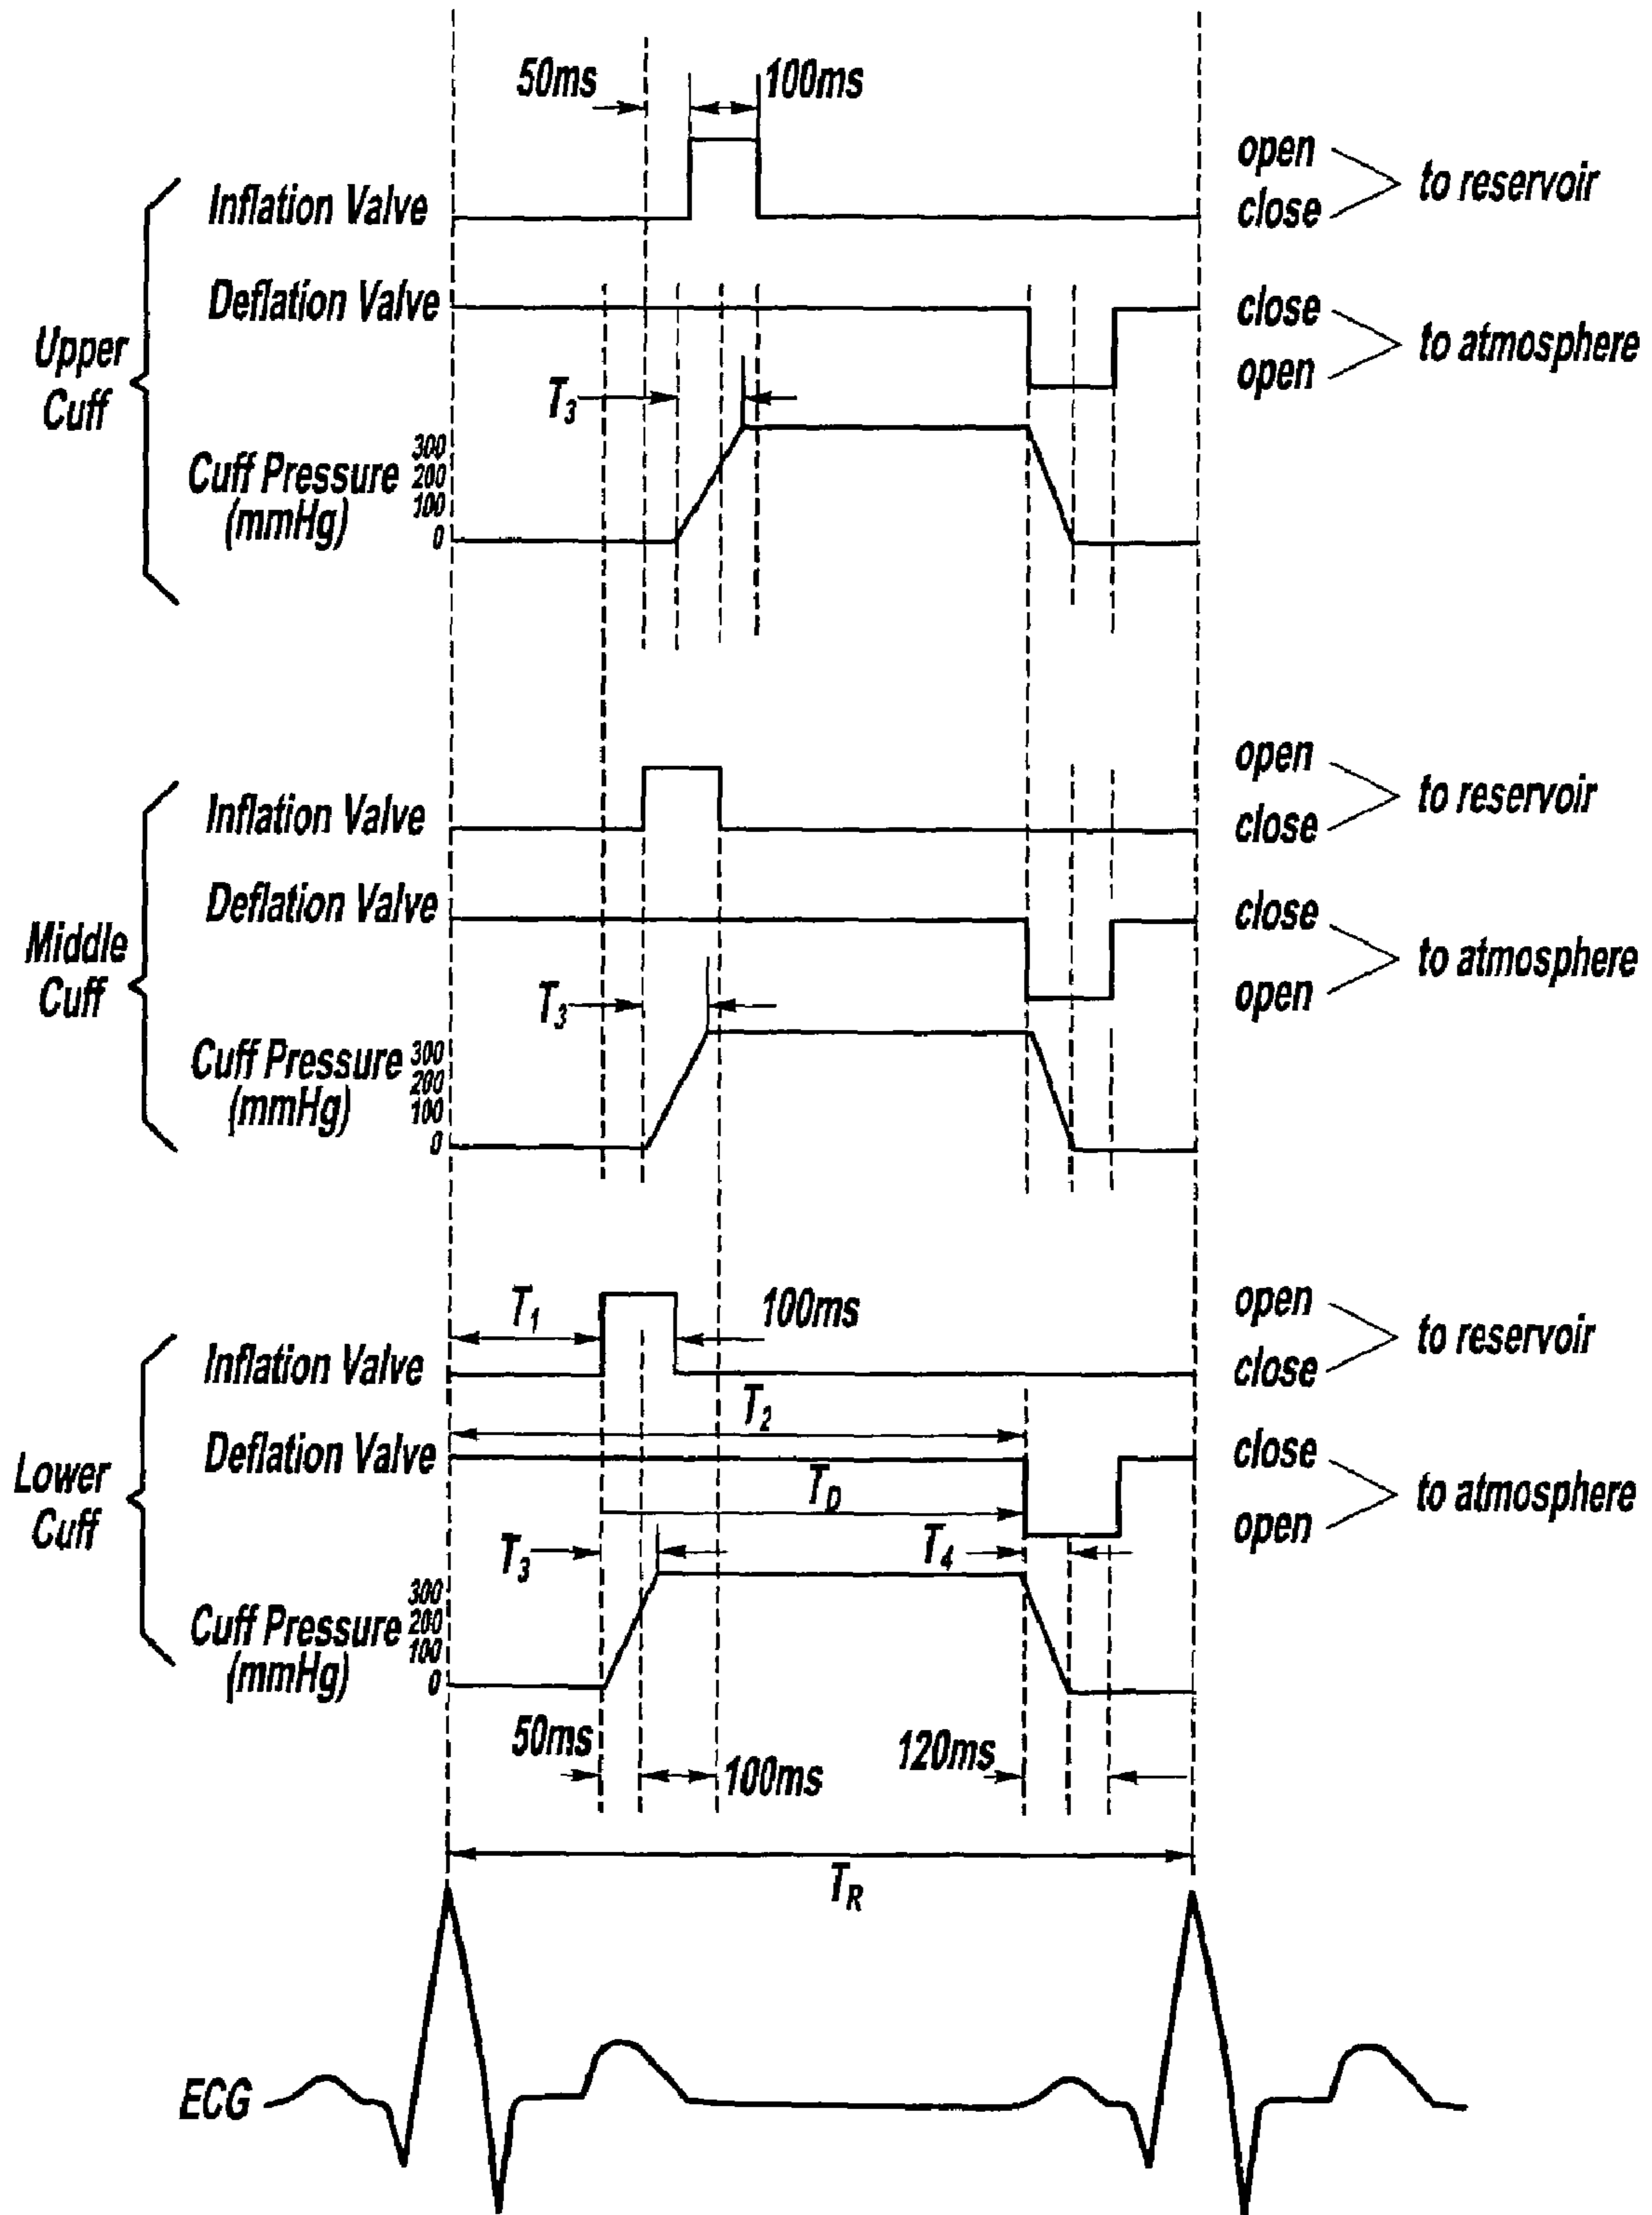 50ms
100ms
Inflation Valve
open
close
to reservoir
Deflation Valve
close
open
to atmosphere
Upper
Cuff
T3
Cuff Pressure
(mmHg)
300
200
100
0
Inflation Valve
open
close
to reservoir
Deflation Valve
close
open
to atmosphere
Middle
Cuff
T3
Cuff Pressure
(mmHg)
300
200
100
0
T1
100ms
Inflation Valve
open
close
to reservoir
T2
Deflation Valve
close
open
to atmosphere
Lower
Cuff
TD
T3
T4
Cuff Pressure
(mmHg)
300
200
100
0
50ms
100ms
120ms
TR
ECG